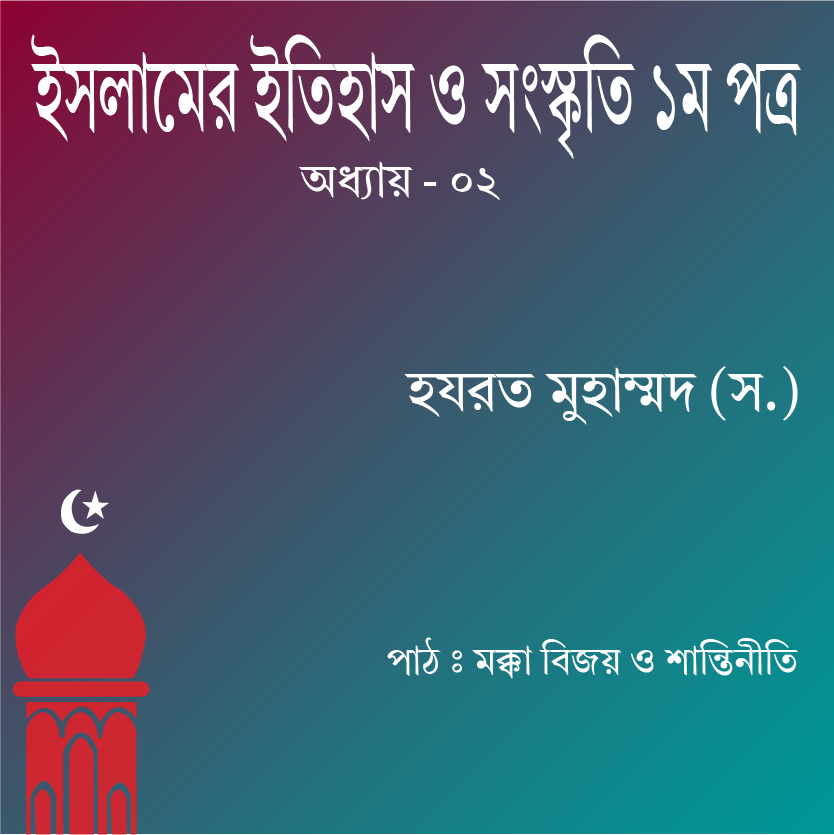 ইসলামের ইতিহাস ও সংস্কৃতি ১ম পত্র
অধ্যায় - ০২
হযরত মুহাম্মদ (স.)
পাঠ ঃ মক্কা বিজয় ও শান্তিনীতি